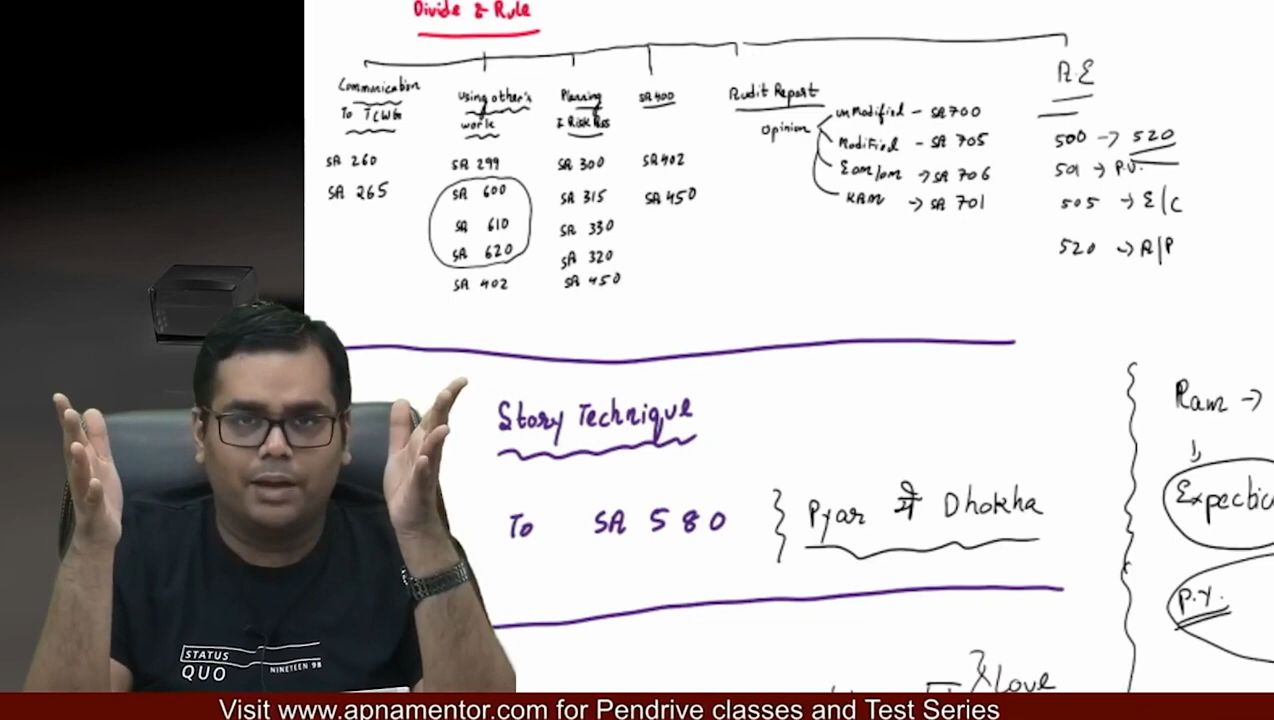 Divide & Rule
Communication
To TCWG
SA 260
SA 265
Using other's
work
SA 299
SA 600
SA 610
SA 620
SA 402
Planning
& Risk Ass
SA 300
SA 315
SA 330
SA 320
SA 450
SA 400
SA 402
SA 450
Audit Report
Opinion
unModified - SA 700
Modified - SA 705
Eom/om → SA 706
KAM → SA 701
A.E
500 → 520
501 → P.V.
505 → E/C
520 → A/P
Story Technique
To SA 580 } Pyar में Dhokha
Ram →
Expectio
P.Y.
Love
STATUS
QUO
NINETEEN 98
Visit www.apnamentor.com for Pendrive classes and Test Series